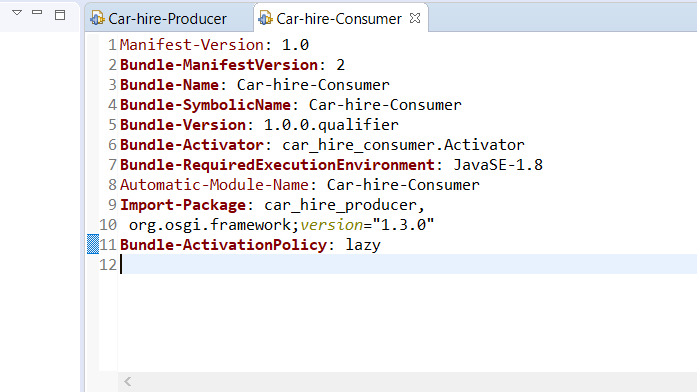 Car-hire-Producer
Car-hire-Consumer
1 Manifest-Version: 1.0
2 Bundle-ManifestVersion: 2
3 Bundle-Name: Car-hire-Consumer
4 Bundle-SymbolicName: Car-hire-Consumer
5 Bundle-Version: 1.0.0.qualifier
6 Bundle-Activator: car_hire_consumer.Activator
7 Bundle-RequiredExecutionEnvironment: JavaSE-1.8
8 Automatic-Module-Name: Car-hire-Consumer
9 Import-Package: car_hire_producer,
10 org.osgi.framework;version="1.3.0"
11 Bundle-ActivationPolicy: lazy
12